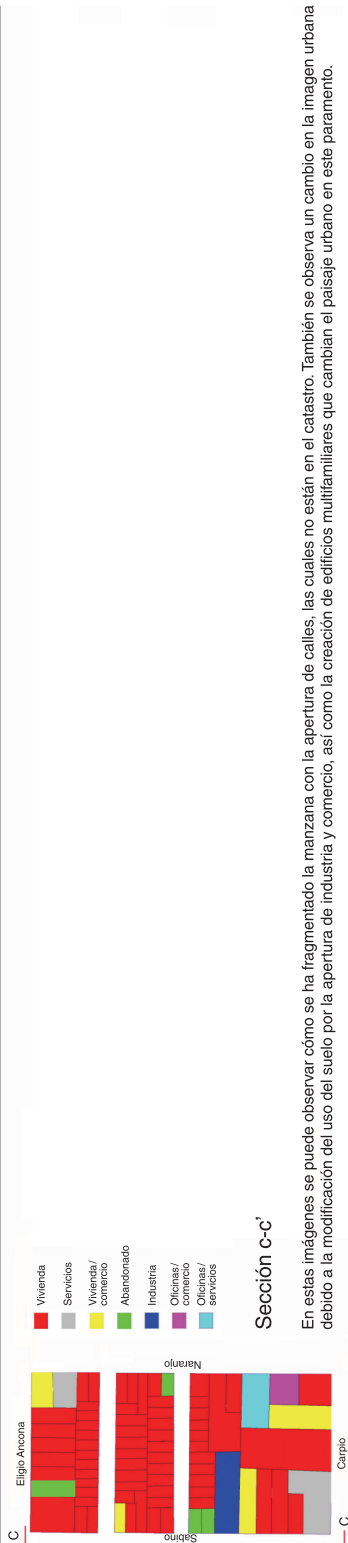 C
Eligio Ancona
Sabino
Naranjo
Carpio
C
Vivienda
Servicios
Vivienda/
comercio
Abandonado
Industria
Oficinas/
comercio
Oficinas/
servicios
Sección c-c’
En estas imágenes se puede observar cómo se ha fragmentado la manzana con la apertura de calles, las cuales no están en el catastro. También se observa un cambio en la imagen urbana
debido a la modificación del uso del suelo por la apertura de industria y comercio, así como la creación de edificios multifamiliares que cambian el paisaje urbano en este paramento.